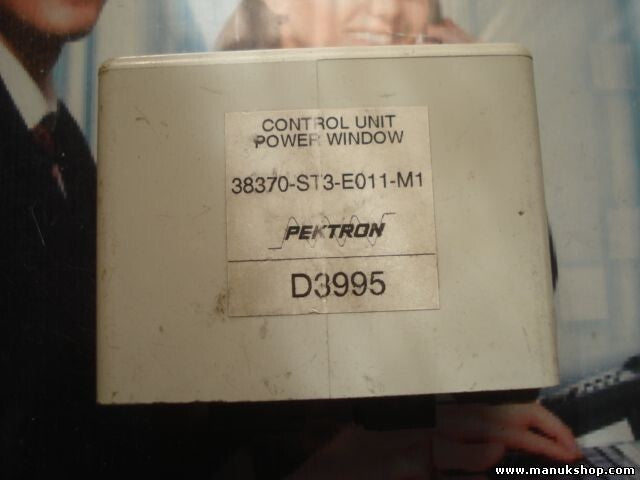 CONTROL UNIT
POWER WINDOW
38370-ST3-E011-M1
PEKTRON
D3995
www.manukshop.com